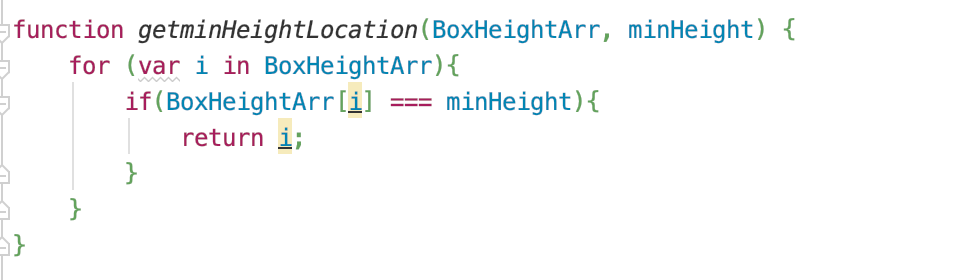 function getminHeightLocation(BoxHeightArr, minHeight) {
    for (var i in BoxHeightArr){
        if(BoxHeightArr[i] === minHeight){
            return i;
        }
    }
}